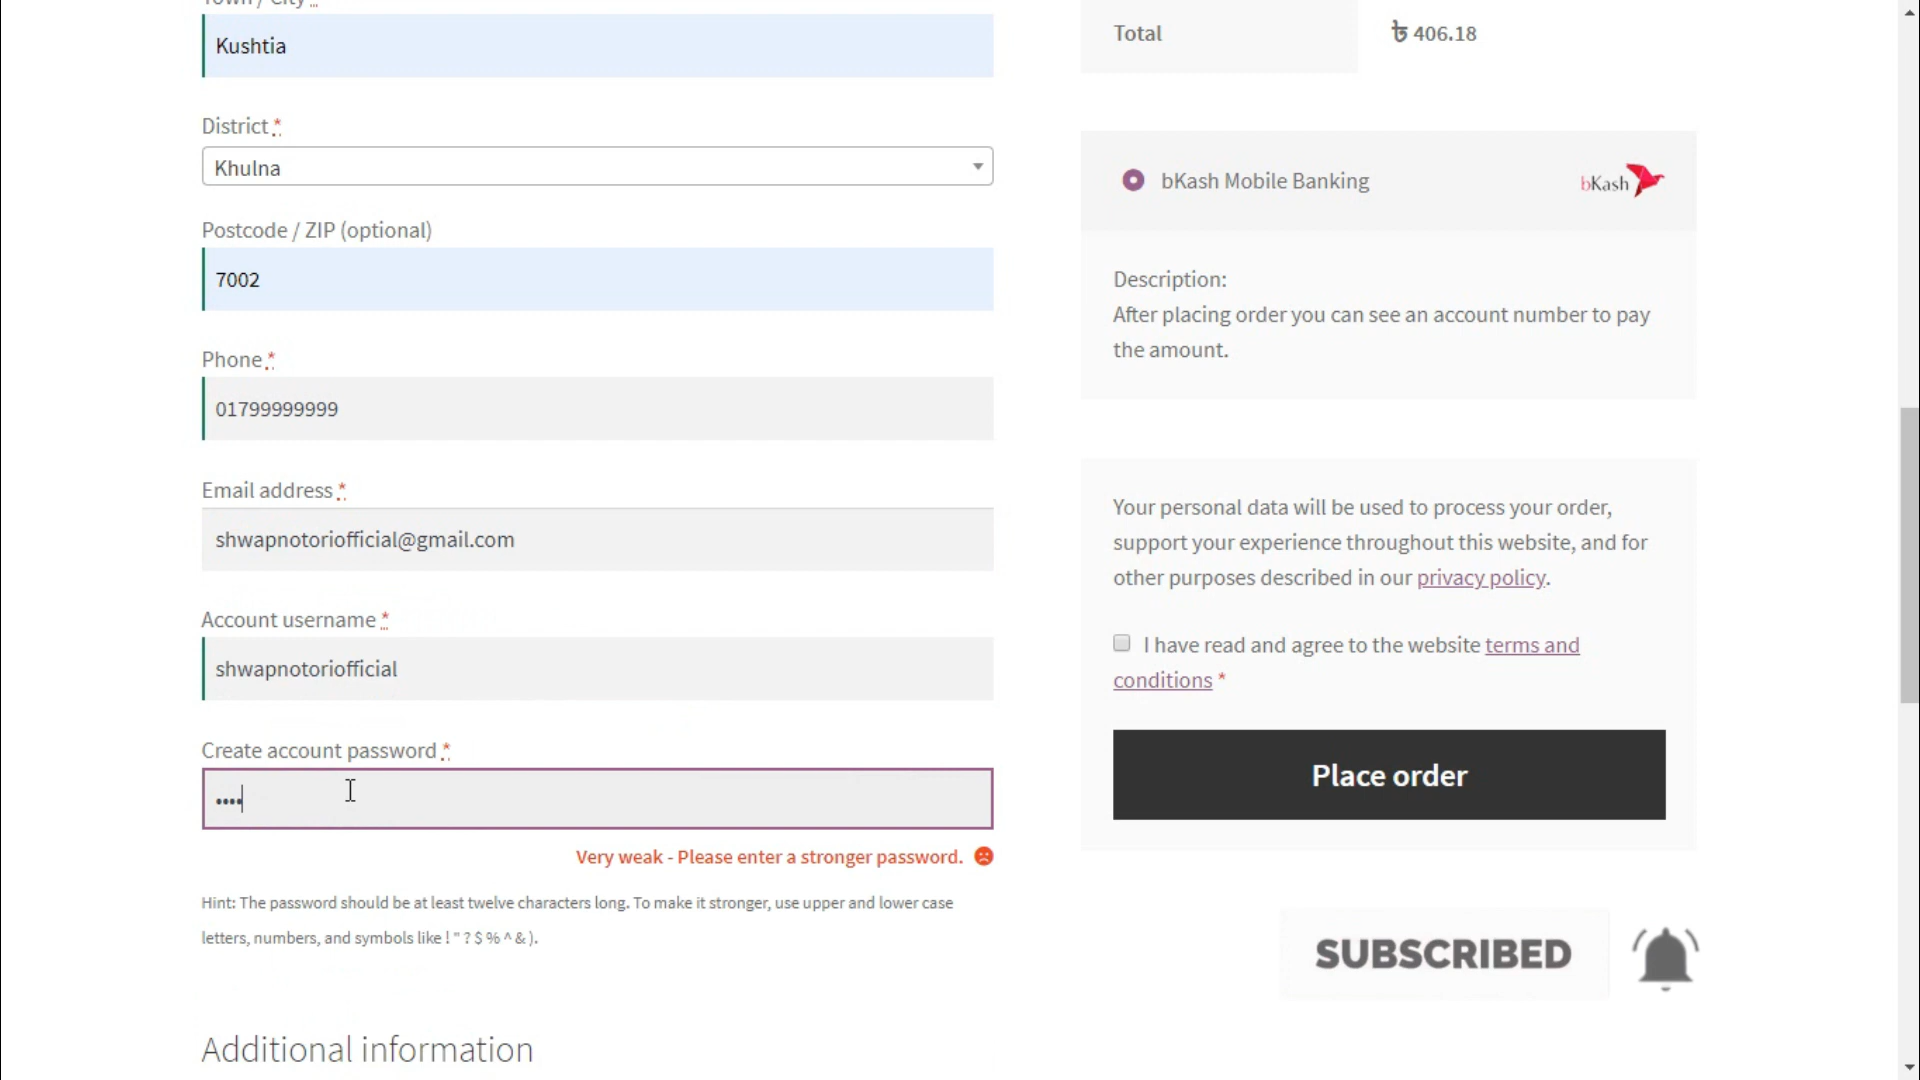 Town / City *
Kushtia
District *
Khulna
Postcode / ZIP (optional)
7002
Phone *
01799999999
Email address *
shwapnotoriofficial@gmail.com
Account username *
shwapnotoriofficial
Create account password *
••••
Very weak - Please enter a stronger password.
Hint: The password should be at least twelve characters long. To make it stronger, use upper and lower case
letters, numbers, and symbols like ! " ? $ % ^ & ).
Additional information
Total
৳ 406.18
bKash Mobile Banking
bKash
Description:
After placing order you can see an account number to pay
the amount.
Your personal data will be used to process your order,
support your experience throughout this website, and for
other purposes described in our privacy policy.
I have read and agree to the website terms and
conditions *
Place order
SUBSCRIBED